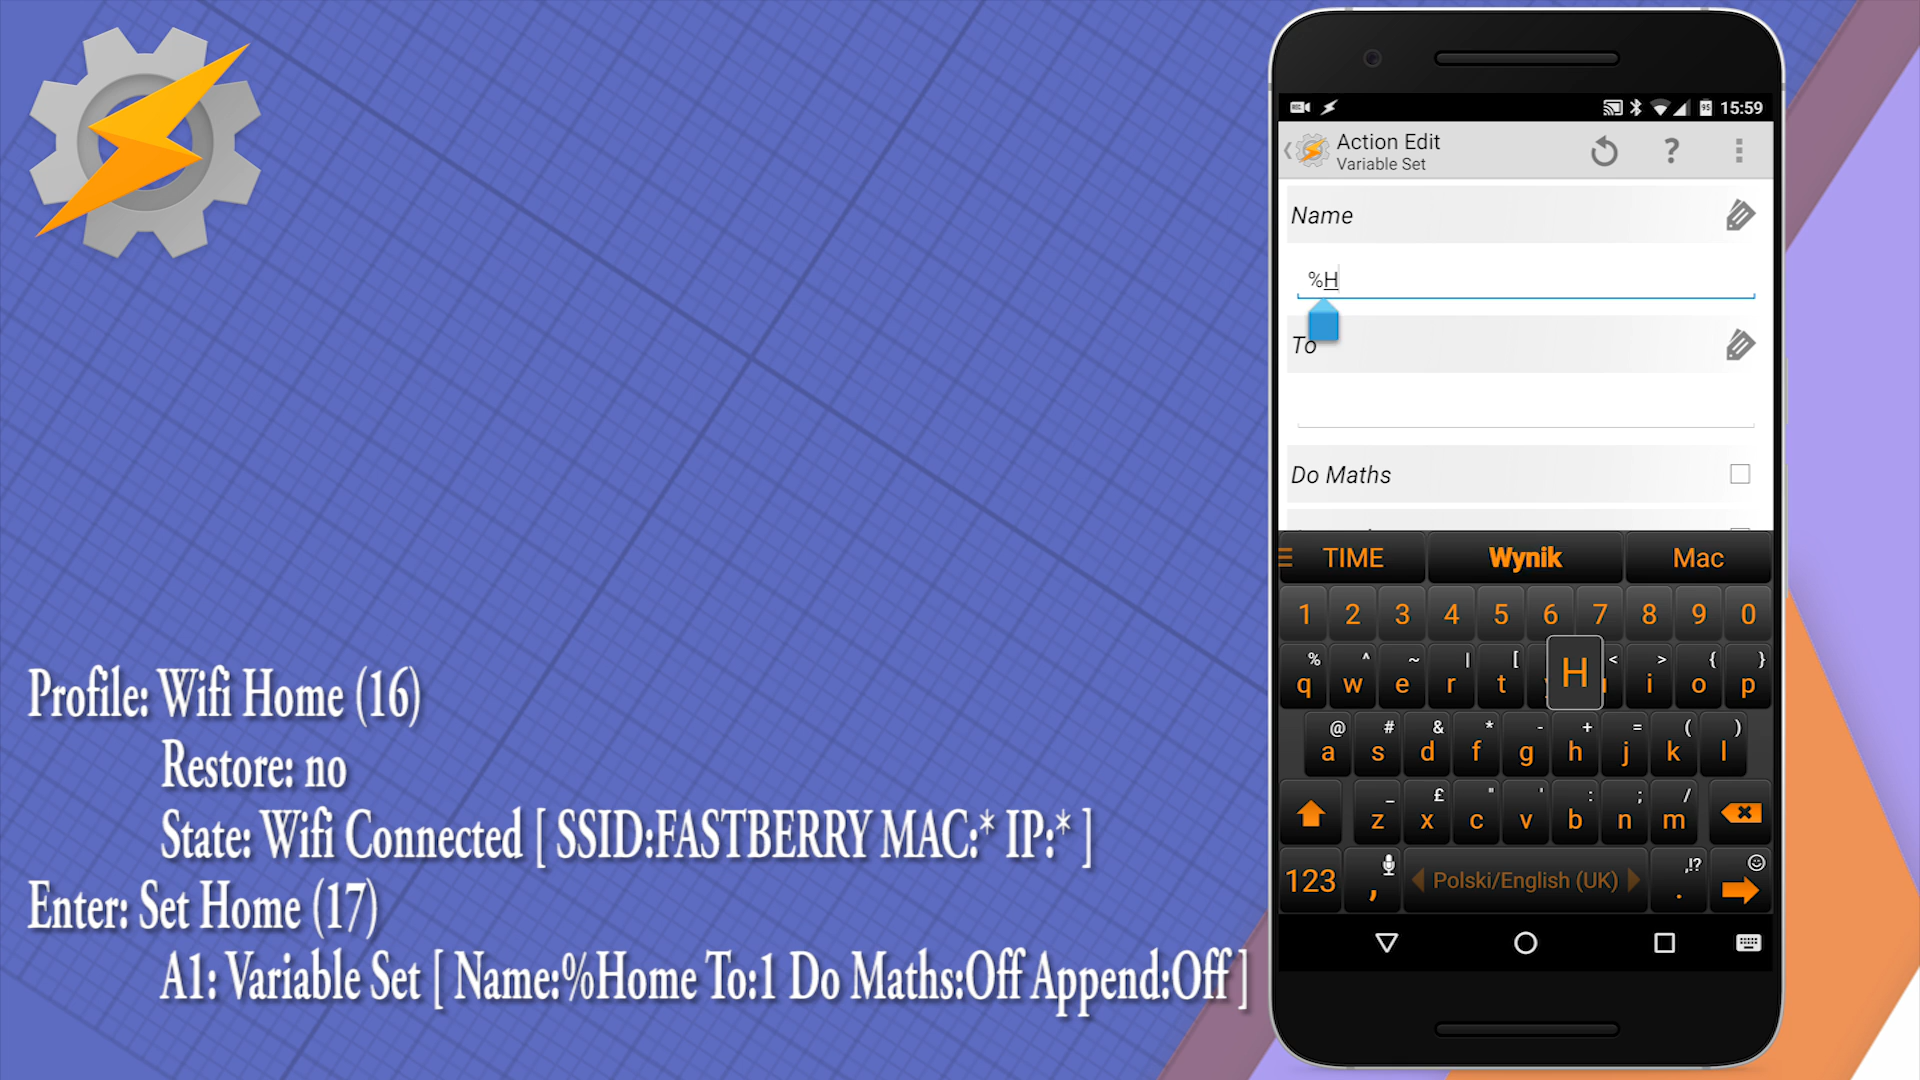 Profile: Wifi Home (16)
Restore: no
State: Wifi Connected [ SSID:FASTBERRY MAC:* IP:* ]
Enter: Set Home (17)
A1: Variable Set [ Name:%Home To:1 Do Maths:Off Append:Off ]
95 15:59
Action Edit
Variable Set
?
Name
%H
To
Do Maths
TIME Wynik Mac
1 2 3 4 5 6 7 8 9 0
% ^ ~ | [ < > { }
q w e r t H i o p
@ # & * - + = ( )
a s d f g h j k l
_ £ " ' : ; /
z x c v b n m
123 , Polski/English (UK) ,!? .